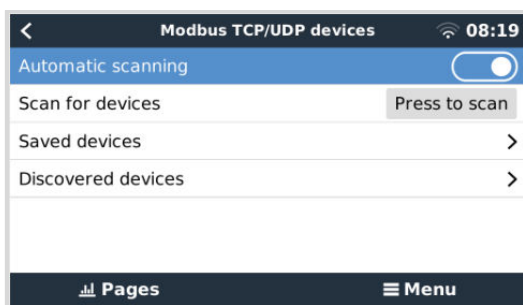 Modbus TCP/UDP devices 08:19
Automatic scanning
Scan for devices Press to scan
Saved devices
Discovered devices
Pages Menu